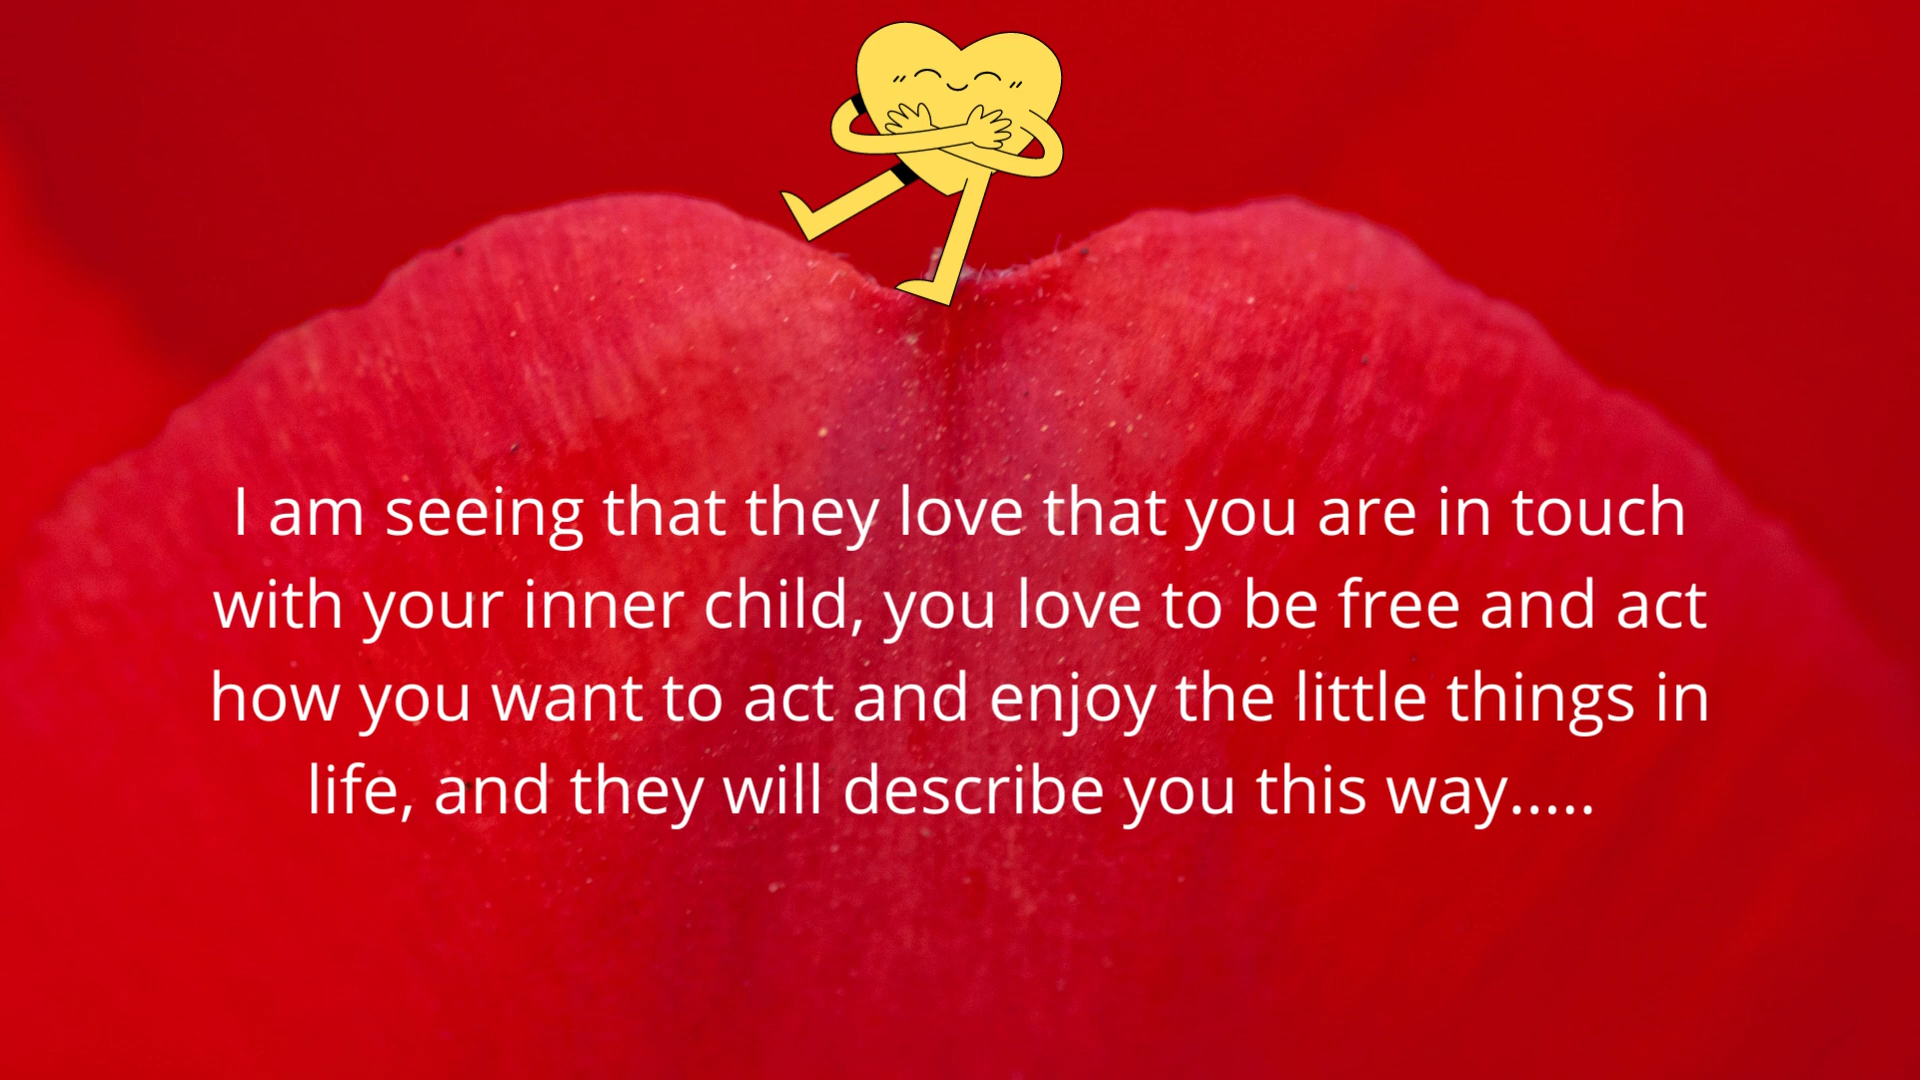 I am seeing that they love that you are in touch
with your inner child, you love to be free and act
how you want to act and enjoy the little things in
life, and they will describe you this way.....